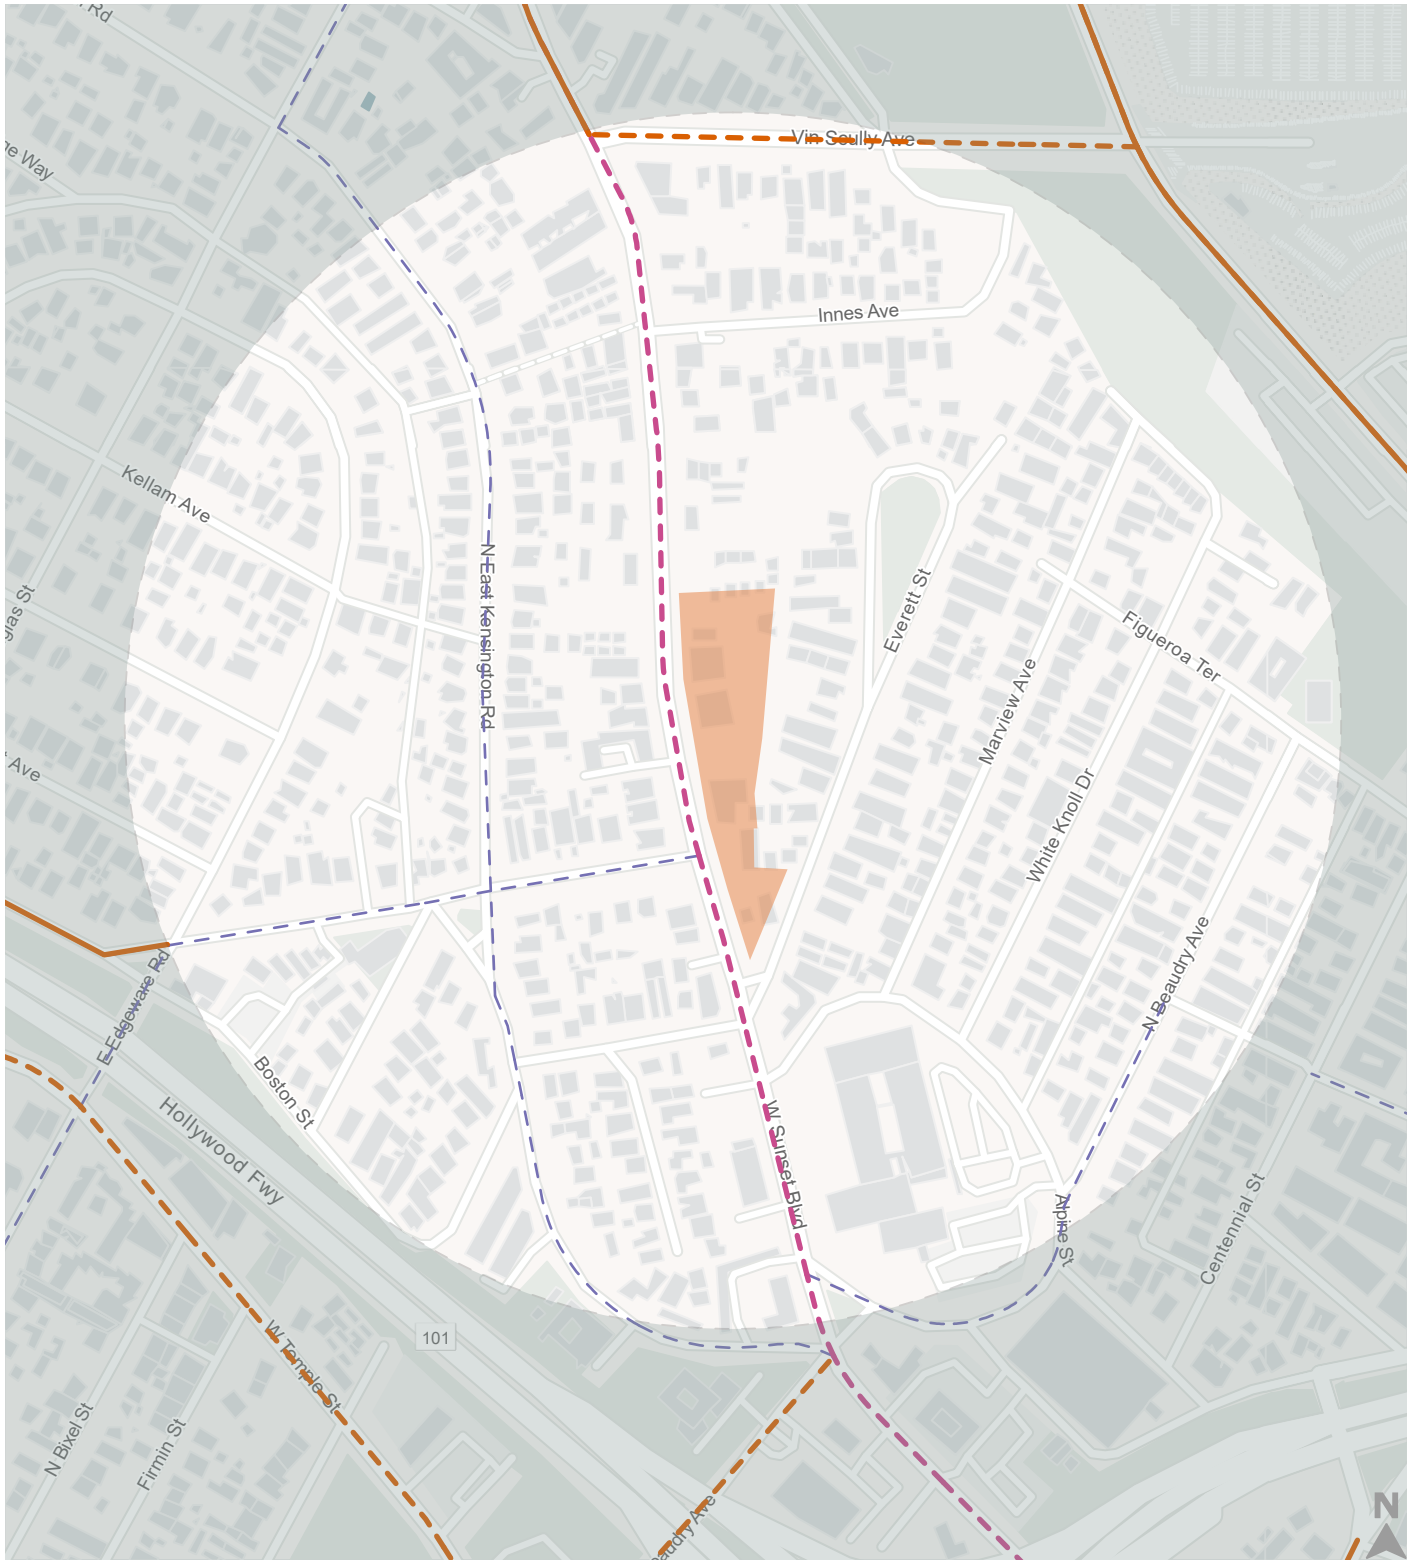 Rd
Vin Scully Ave
Way
Innes Ave
Kellam Ave
N East Kensington Rd
Everett St
St
Figueroa Ter
Marview Ave
Ave
White Knoll Dr
N Beaudry Ave
E Edgeware Rd
Boston St
Hollywood Fwy
W Sunset Blvd
Alpine St
Centennial St
101
W Temple St
N Bixel St
Firmin St
Ave
N